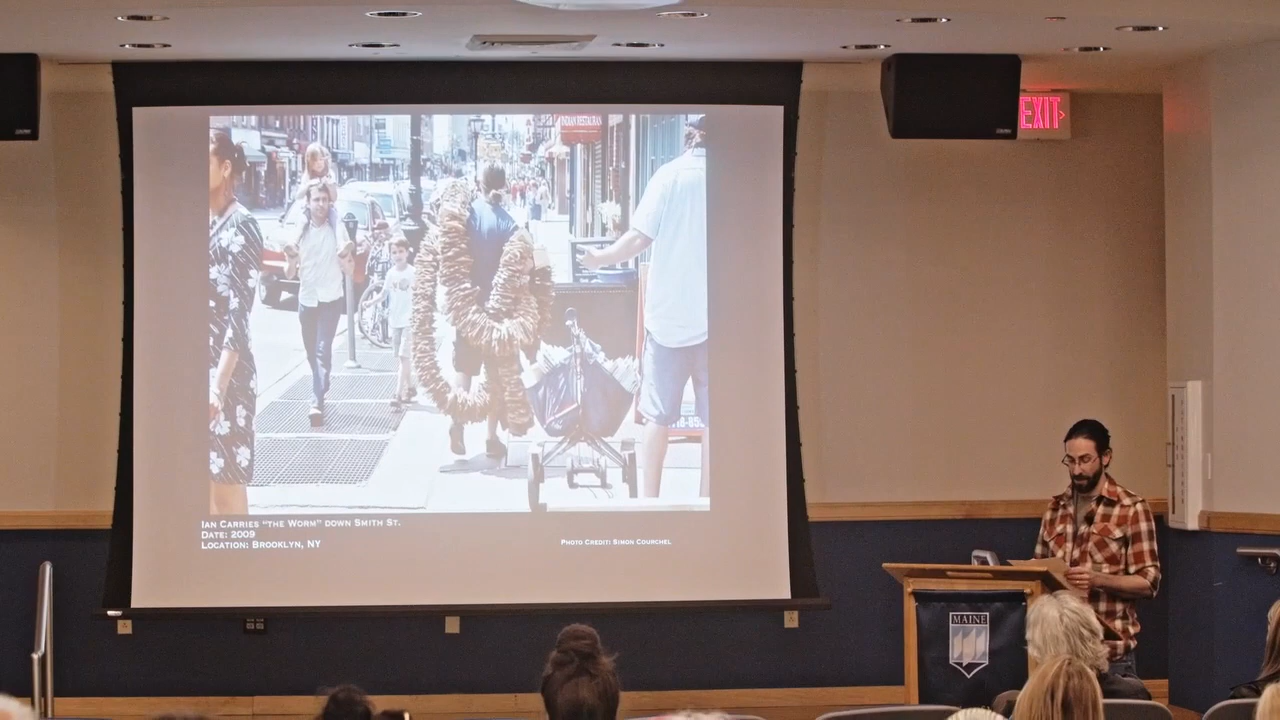 EXIT
INDIAN RESTAURAN
IAN CARRIES "THE WORM" DOWN SMITH ST.
DATE: 2009
LOCATION: BROOKLYN, NY
PHOTO CREDIT: SIMON COURCHEL
MAINE